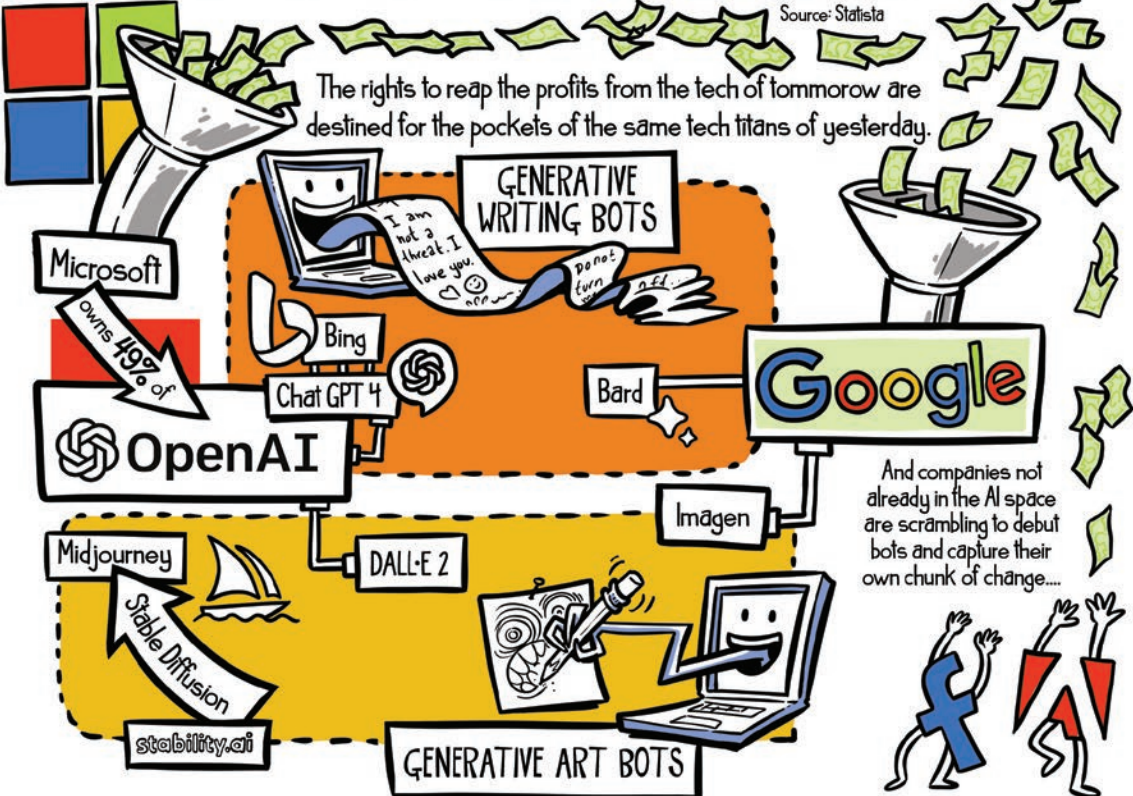 Source: Statista
The rights to reap the profits from the tech of tommorow are
destined for the pockets of the same tech titans of yesterday.
GENERATIVE
WRITING BOTS
I am
not a
threat. I
love you.
Do not
turn
Microsoft
owns 49% of
Bing
Chat GPT 4
OpenAI
Bard
Google
And companies not
already in the AI space
are scrambling to debut
bots and capture their
own chunk of change....
Imagen
Midjourney
DALL•E 2
Stable Diffusion
stability.ai
GENERATIVE ART BOTS